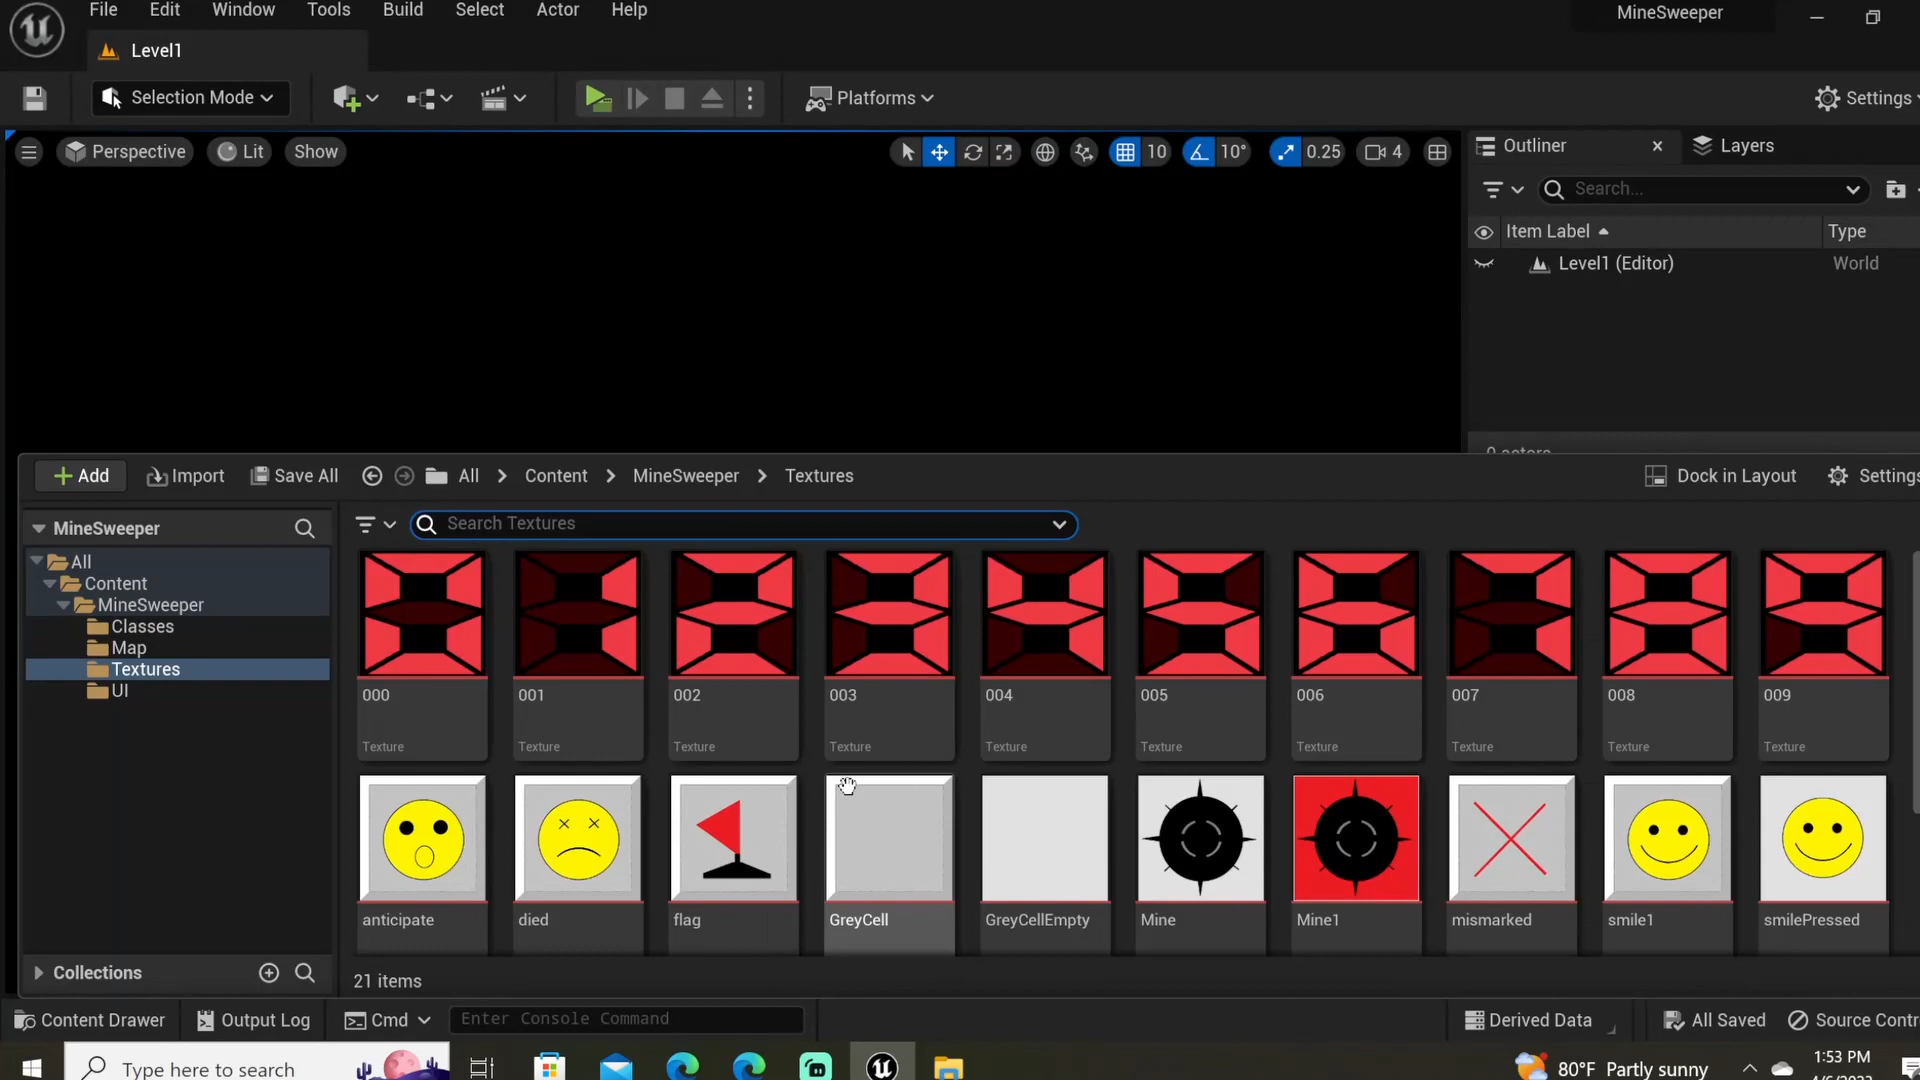 File Edit Window Tools Build Select Actor Help MineSweeper
Level1
Selection Mode Platforms Settings
Perspective Lit Show 10 10° 0.25 4
Outliner Layers
Search...
Item Label Type
Level1 (Editor) World
Add Import Save All All Content MineSweeper Textures Dock in Layout Settings
MineSweeper Search Textures
All
Content
MineSweeper
Classes
Map
Textures
UI
000 001 002 003 004 005 006 007 008 009
Texture Texture Texture Texture Texture Texture Texture Texture Texture Texture
anticipate died flag GreyCell GreyCellEmpty Mine Mine1 mismarked smile1 smilePressed
Collections 21 items
Content Drawer Output Log Cmd Enter Console Command Derived Data All Saved Source Contr
Type here to search 80°F Partly sunny 1:53 PM